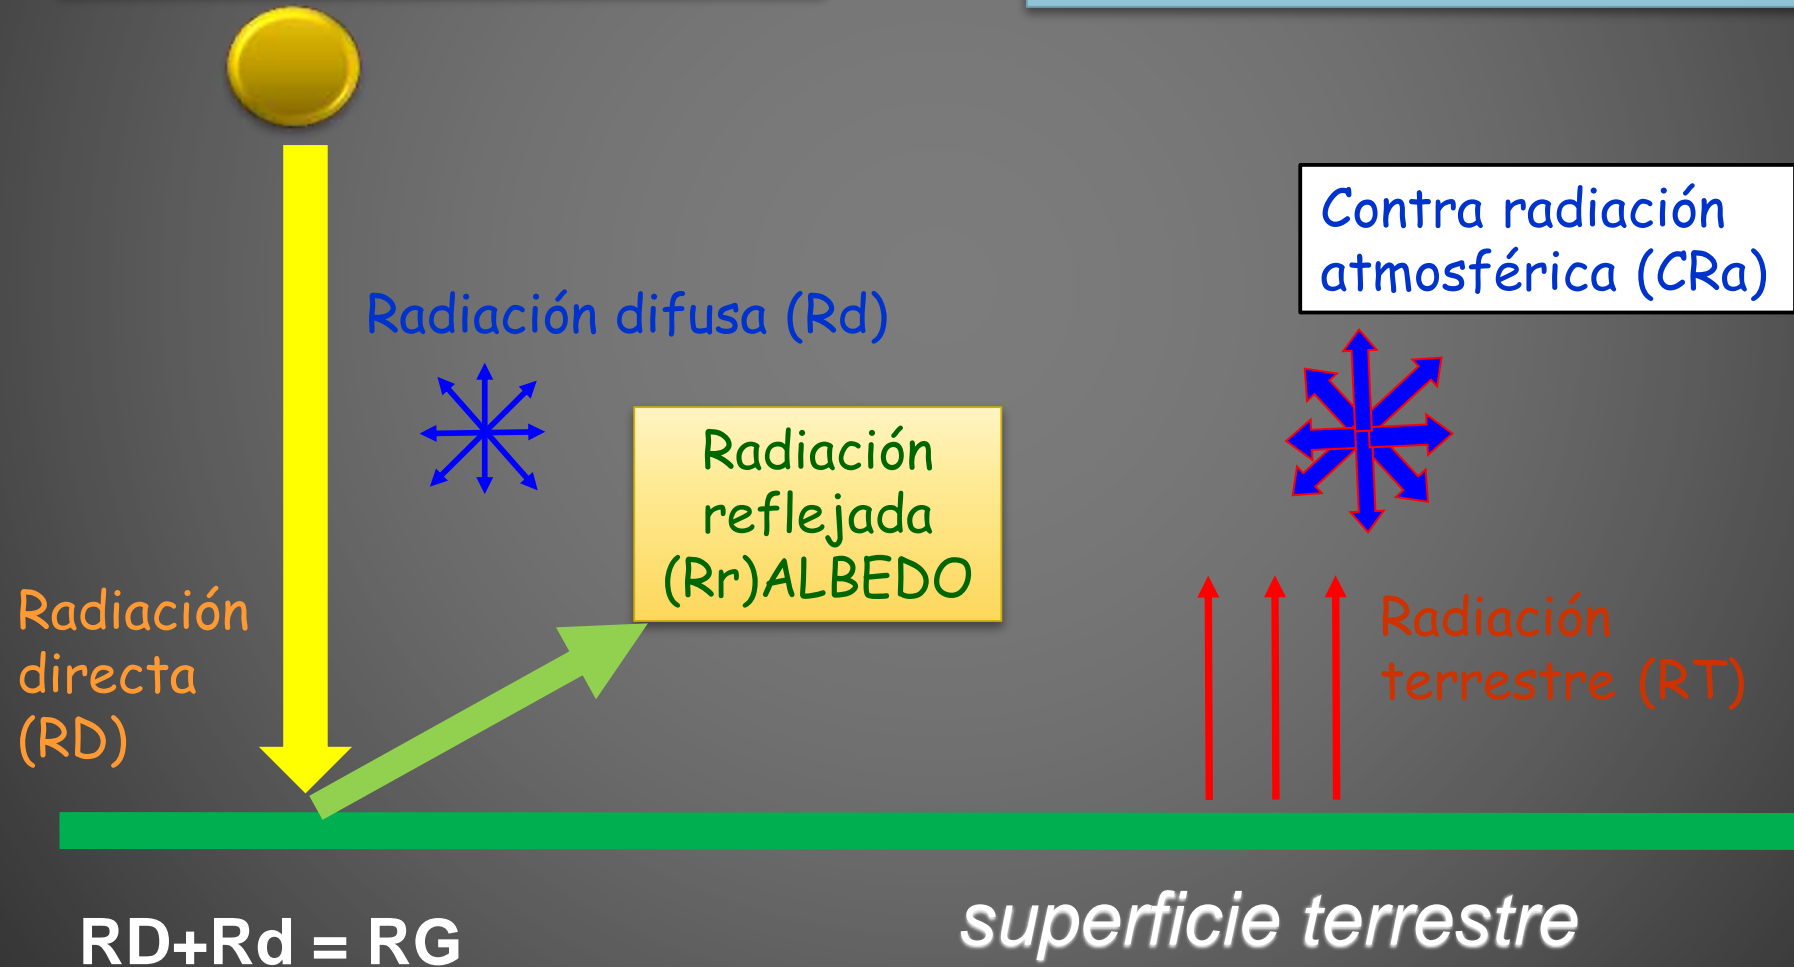 Contra radiación
atmosférica (CRa)
Radiación difusa (Rd)
Radiación
reflejada
(Rr)ALBEDO
Radiación
directa
(RD)
Radiación
terrestre (RT)
superficie terrestre
RD+Rd = RG